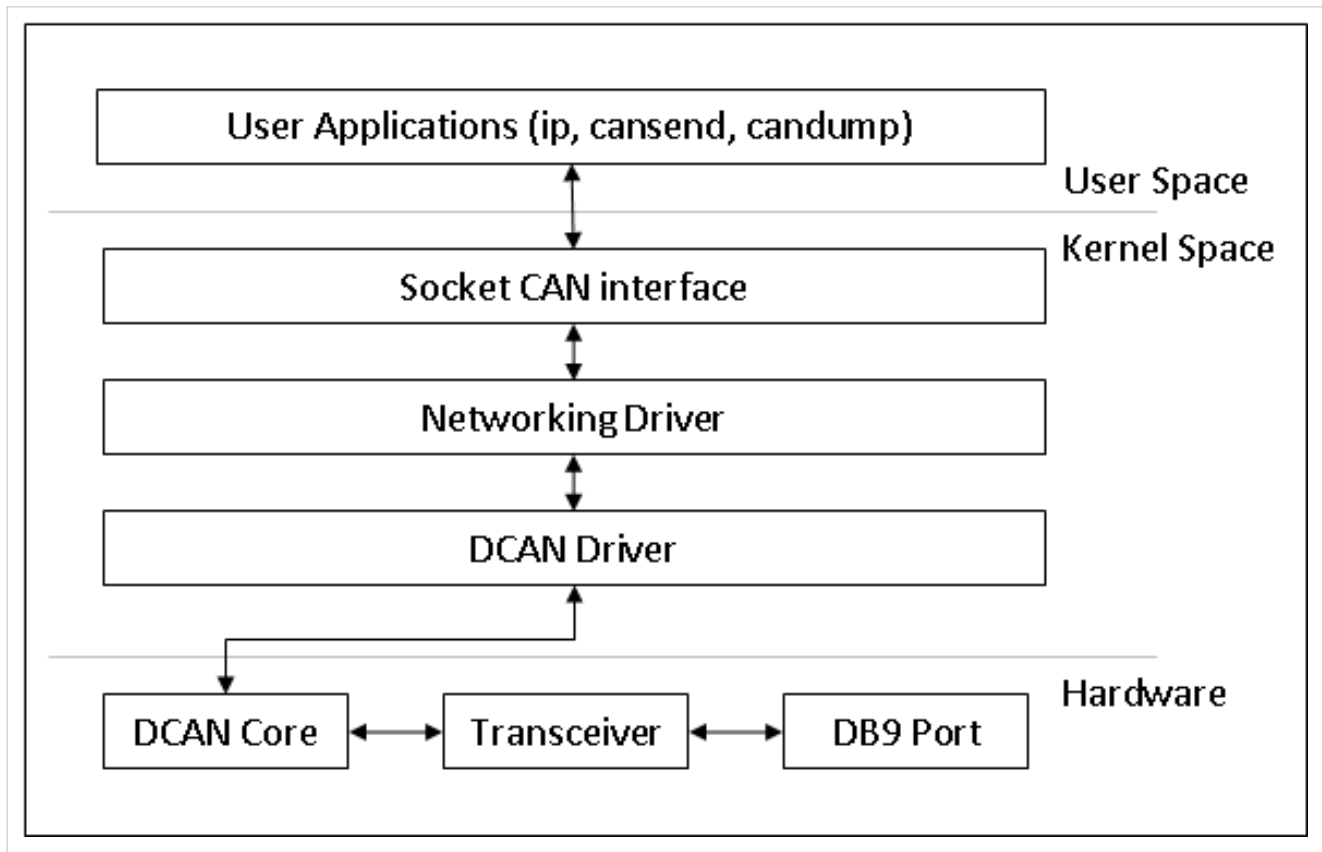 User Applications (ip, cansend, candump)
User Space
Kernel Space
Socket CAN interface
Networking Driver
DCAN Driver
Hardware
DCAN Core
Transceiver
DB9 Port